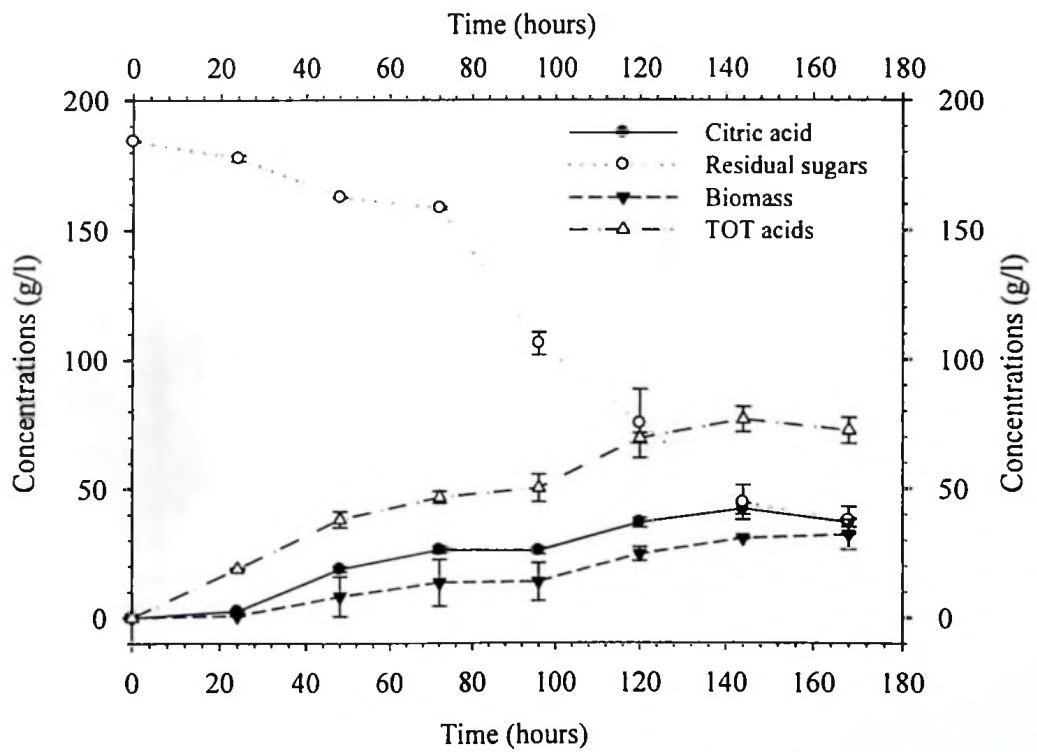 Time (hours)
0 20 40 60 80 100 120 140 160 180
200 200
Citric acid
Residual sugars
Biomass
TOT acids
150 150
Concentrations (g/l)
Concentrations (g/l)
100 100
50 50
0 0
0 20 40 60 80 100 120 140 160 180
Time (hours)